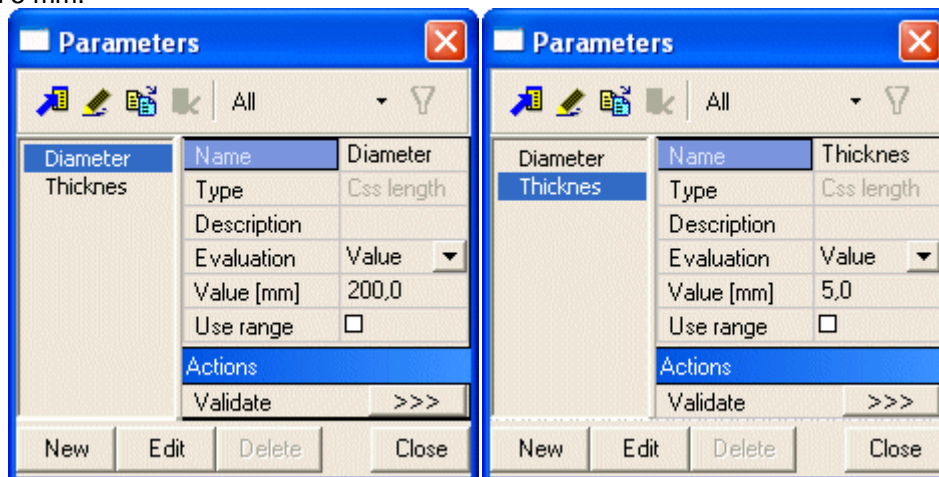 Parameters
All
Diameter
Thicknes
Name Diameter
Type Css length
Description
Evaluation Value
Value [mm] 200,0
Use range
Actions
Validate >>>
New Edit Delete Close
Parameters
All
Diameter
Thicknes
Name Thicknes
Type Css length
Description
Evaluation Value
Value [mm] 5,0
Use range
Actions
Validate >>>
New Edit Delete Close